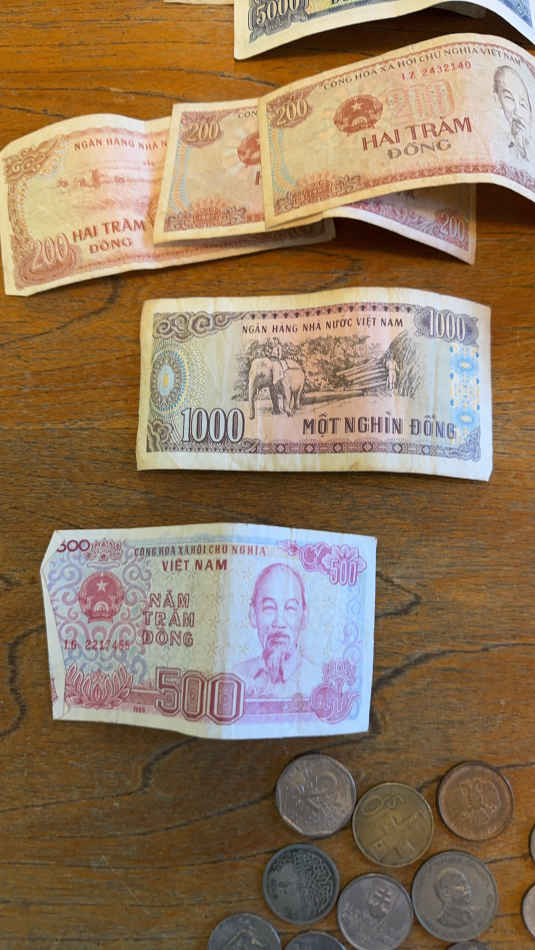 5000
CỘNG HÒA XÃ HỘI CHỦ NGHĨA VIỆT NAM
IZ 2432140
200
200
HAI TRĂM
ĐỒNG
200
200
NGÂN HÀNG NHÀ N
HAI TRĂM
200
ĐỒNG
NGÂN HÀNG NHÀ NƯỚC VIỆT NAM
1000
1000
MỘT NGHÌN ĐỒNG
500
CỘNG HÒA XÃ HỘI CHỦ NGHĨA
VIỆT NAM
500
NĂM
TRĂM
ĐỒNG
500
1988